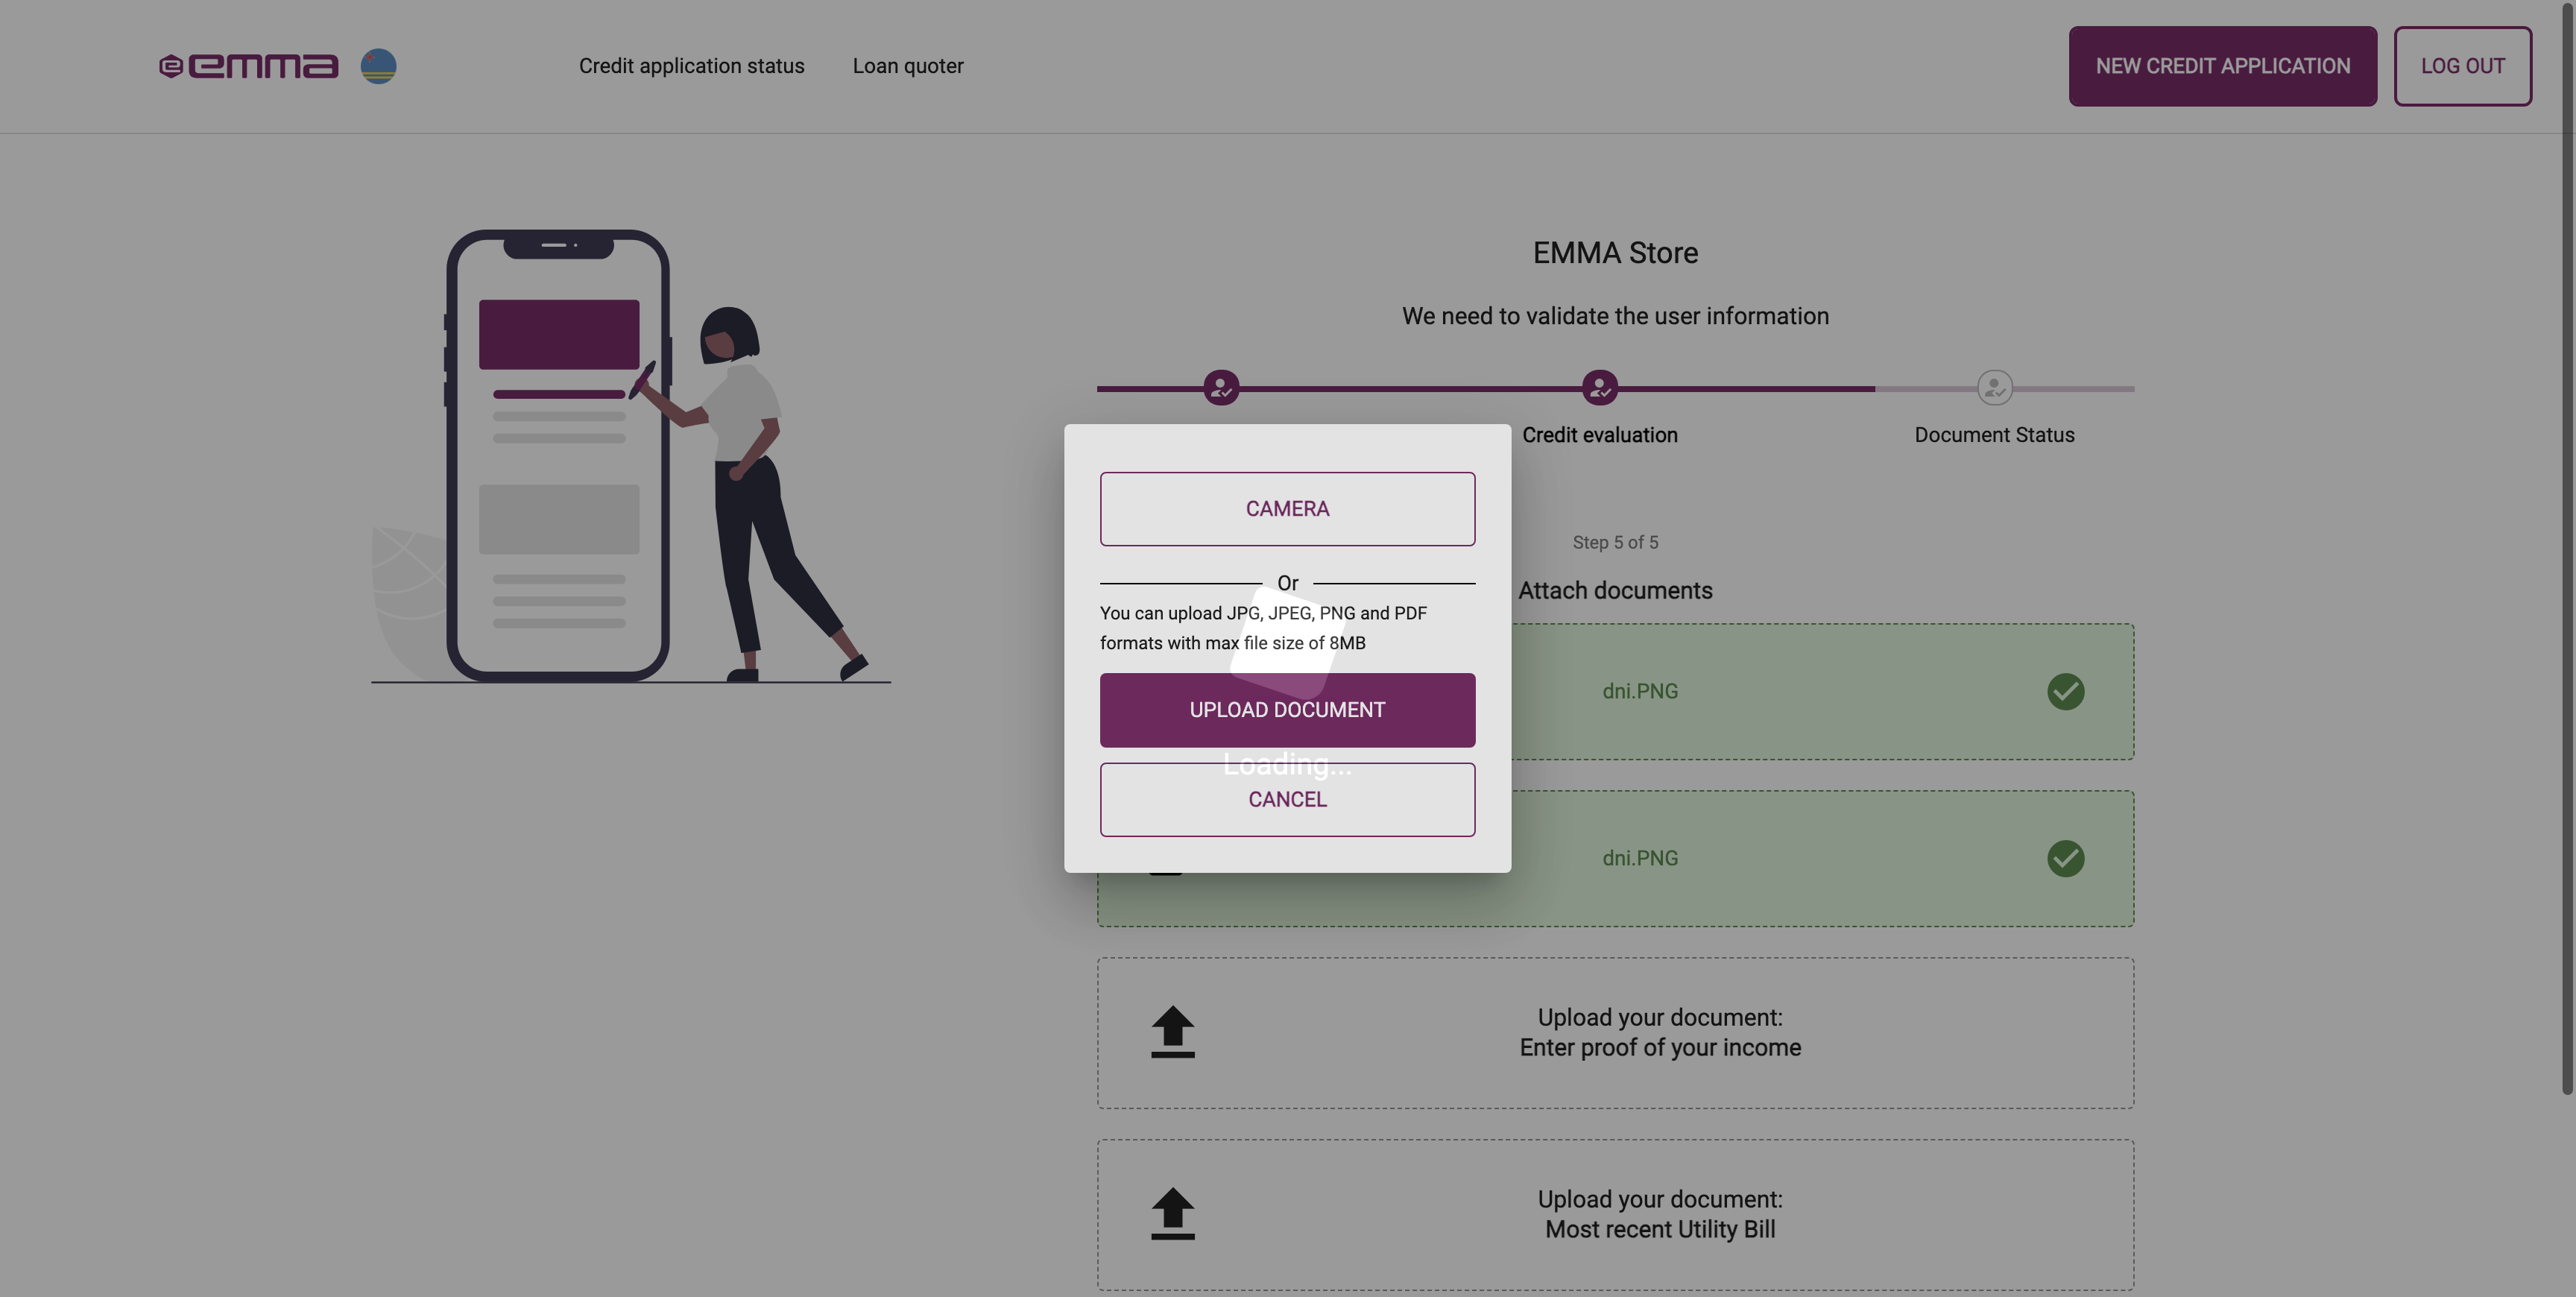 emma
Credit application status
Loan quoter
NEW CREDIT APPLICATION
LOG OUT
EMMA Store
We need to validate the user information
Credit evaluation
Document Status
Step 5 of 5
Attach documents
CAMERA
Or
You can upload JPG, JPEG, PNG and PDF
formats with max file size of 8MB
UPLOAD DOCUMENT
Loading...
CANCEL
dni.PNG
dni.PNG
Upload your document:
Enter proof of your income
Upload your document:
Most recent Utility Bill